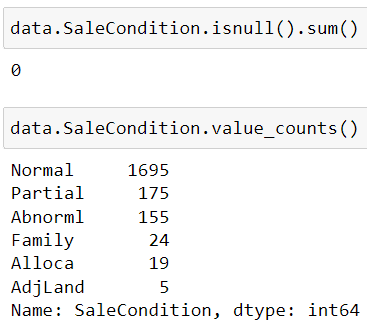 data.SaleCondition.isnull().sum()
0
data.SaleCondition.value_counts()
Normal     1695
Partial     175
Abnorml     155
Family       24
Alloca       19
AdjLand       5
Name: SaleCondition, dtype: int64